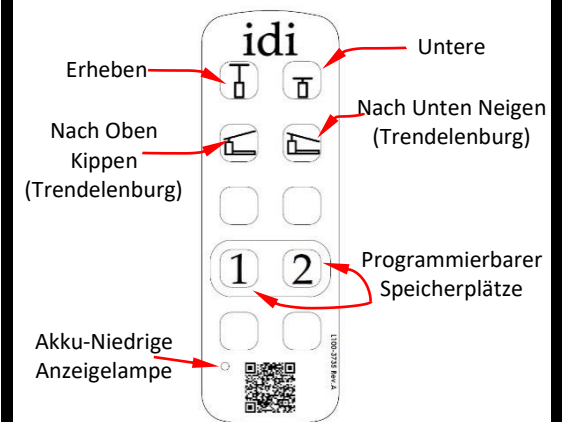 idi
Erheben
Untere
Nach Oben
Kippen
(Trendelenburg)
Nach Unten Neigen
(Trendelenburg)
1 2
Programmierbarer
Speicherplätze
Akku-Niedrige
Anzeigelampe
L100-3735 Rev.A